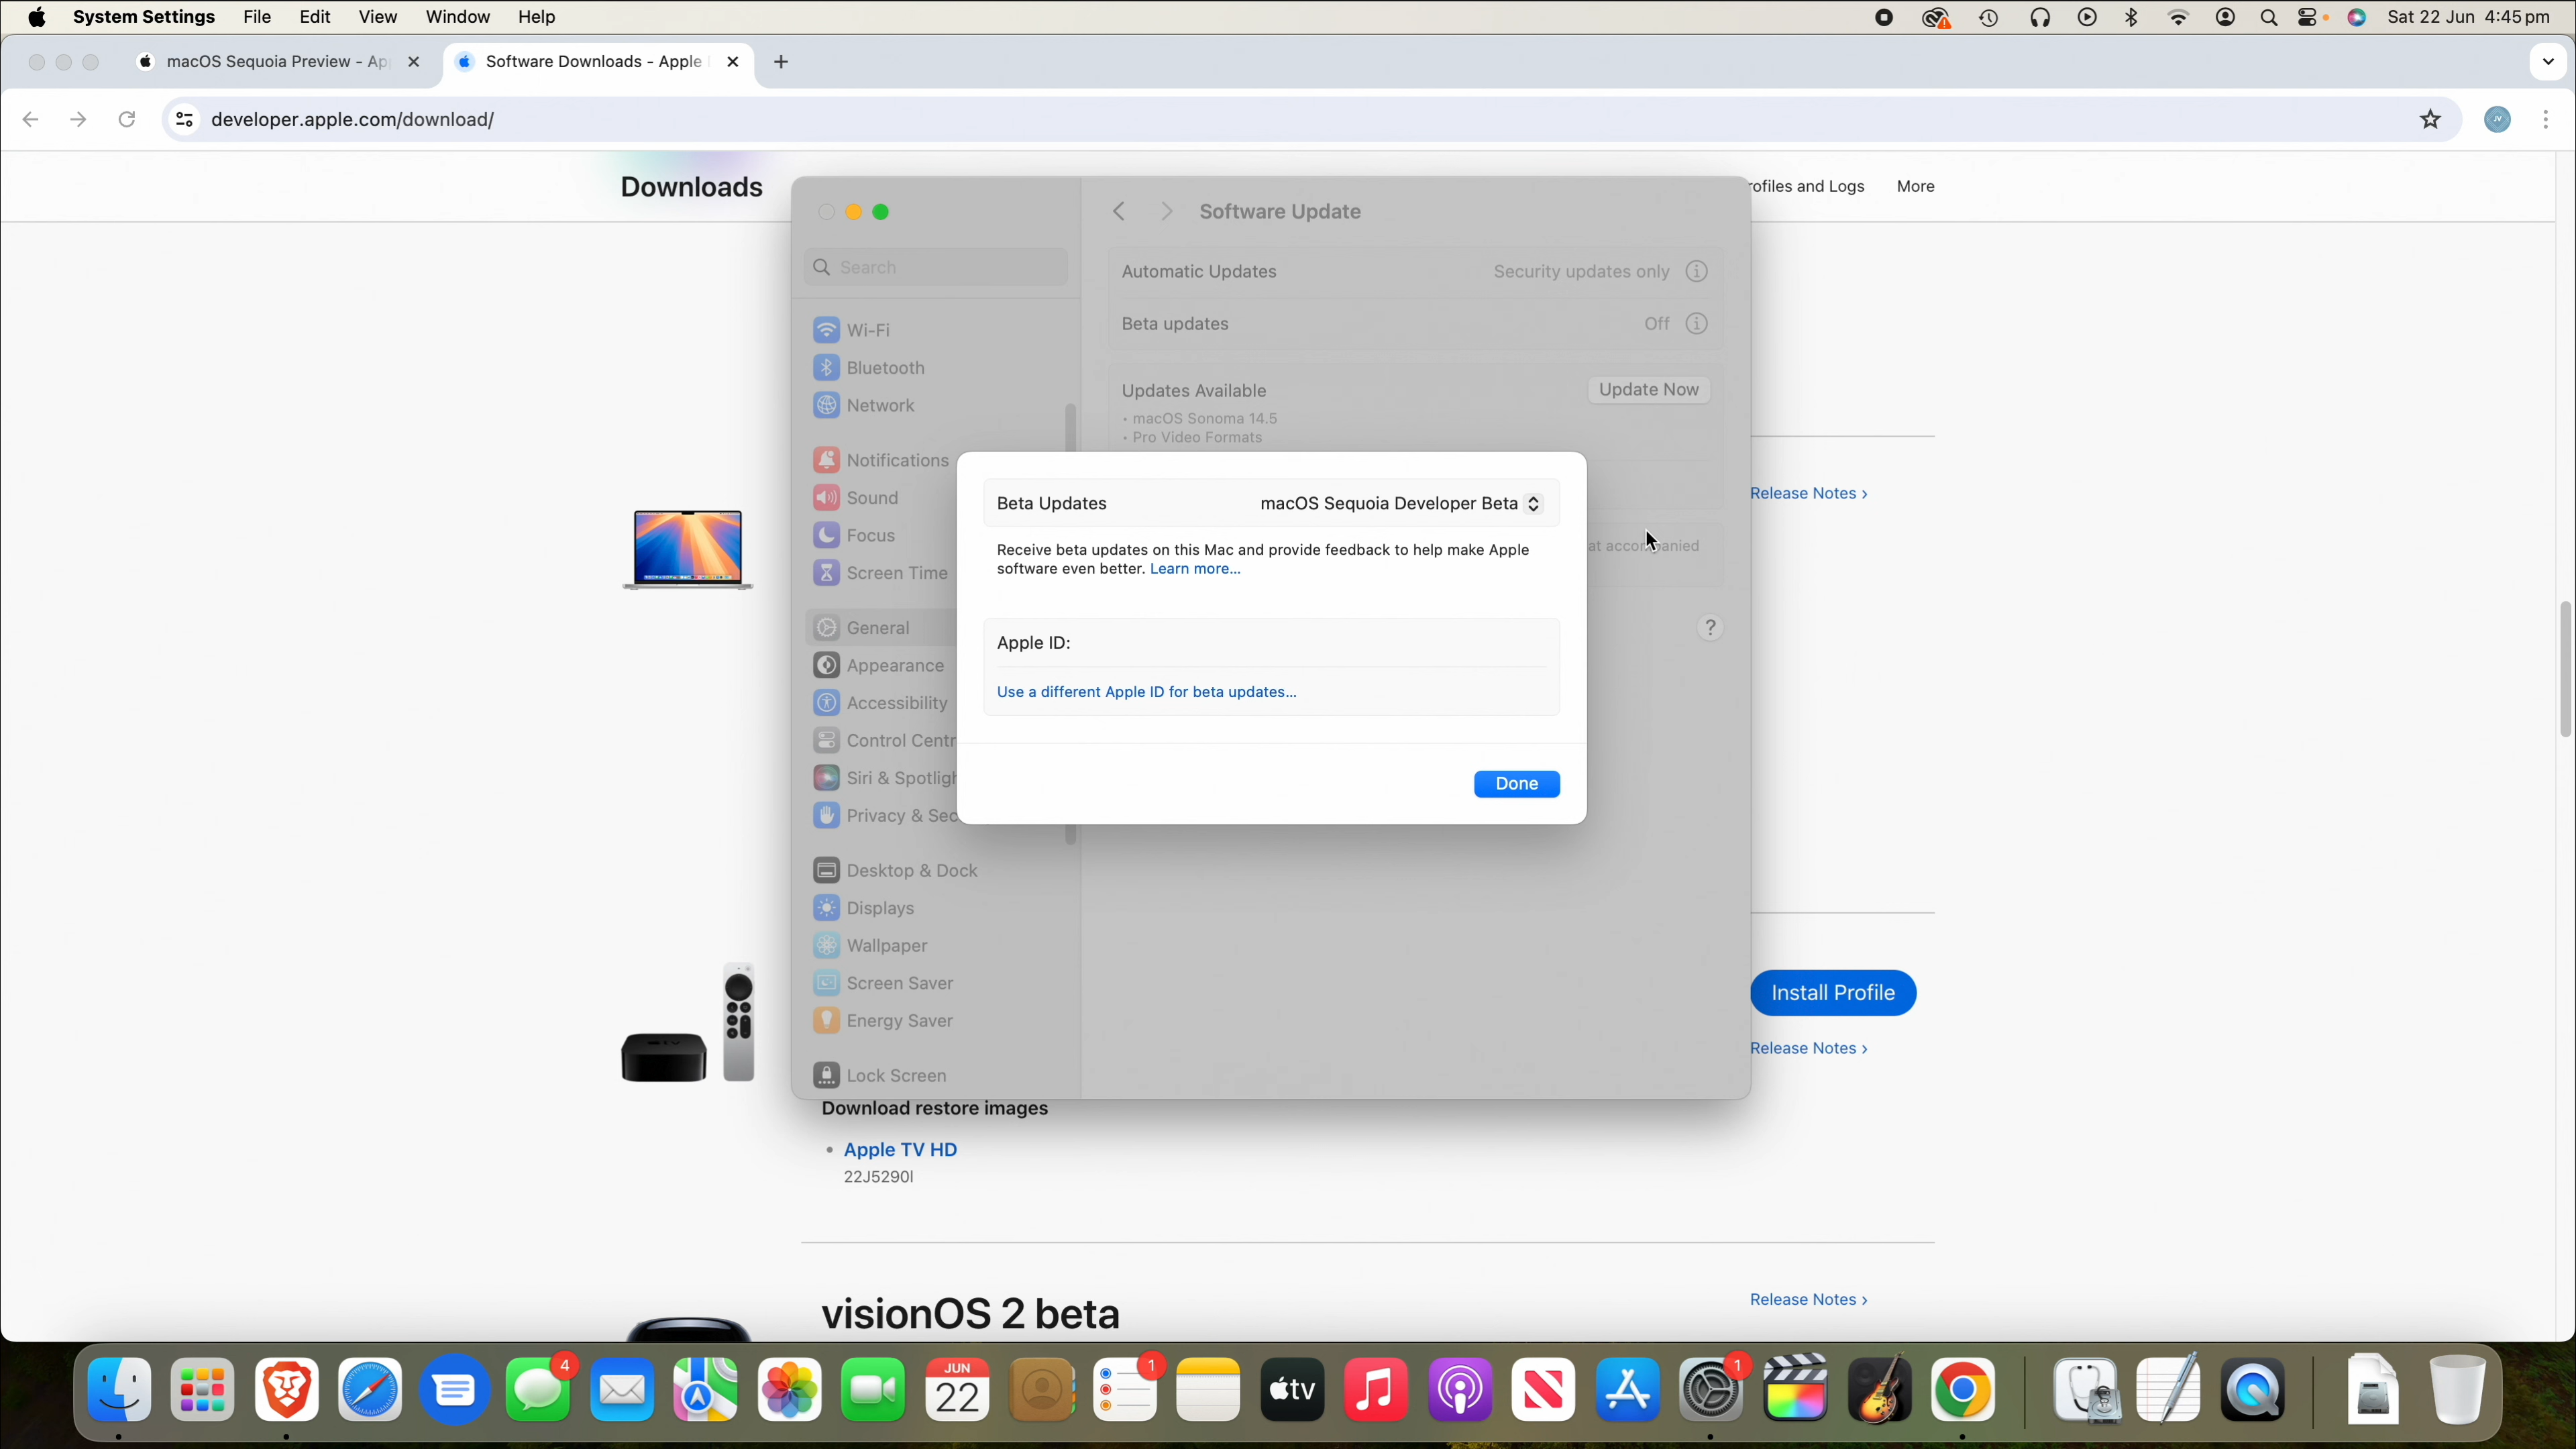 System Settings File Edit View Window Help
Sat 22 Jun 4:45 pm
macOS Sequoia Preview - Ap
Software Downloads - Apple
developer.apple.com/download/
Downloads
rofiles and Logs More
Software Update
Search
Automatic Updates Security updates only
Beta updates Off
Updates Available Update Now
• macOS Sonoma 14.5
• Pro Video Formats
Wi-Fi
Bluetooth
Network
Notifications
Sound
Focus
Screen Time
General
Appearance
Accessibility
Control Centr
Siri & Spotligh
Privacy & Sec
Desktop & Dock
Displays
Wallpaper
Screen Saver
Energy Saver
Lock Screen
Beta Updates macOS Sequoia Developer Beta
Receive beta updates on this Mac and provide feedback to help make Apple
software even better. Learn more...
Apple ID:
Use a different Apple ID for beta updates...
Done
at accompanied
?
Release Notes >
Install Profile
Release Notes >
Download restore images
• Apple TV HD
22J5290l
visionOS 2 beta
Release Notes >
4
JUN
22
1
tv
1